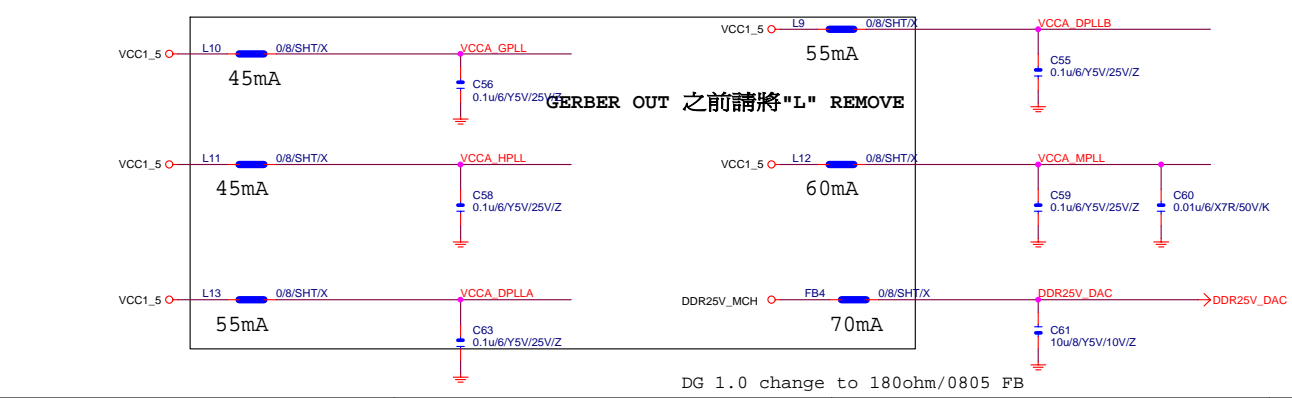 VCC1_5 L10 0/8/SHT/X VCCA_GPLL
45mA
C56
0.1u/6/Y5V/25V/Z
VCC1_5 L9 0/8/SHT/X VCCA_DPLLB
55mA
C55
0.1u/6/Y5V/25V/Z
GERBER OUT 之前請將"L" REMOVE
VCC1_5 L11 0/8/SHT/X VCCA_HPLL
45mA
C58
0.1u/6/Y5V/25V/Z
VCC1_5 L12 0/8/SHT/X VCCA_MPLL
60mA
C59
0.1u/6/Y5V/25V/Z
C60
0.01u/6/X7R/50V/K
VCC1_5 L13 0/8/SHT/X VCCA_DPLLA
55mA
C63
0.1u/6/Y5V/25V/Z
DDR25V_MCH FB4 0/8/SHT/X DDR25V_DAC DDR25V_DAC
70mA
C61
10u/8/Y5V/10V/Z
DG 1.0 change to 180ohm/0805 FB